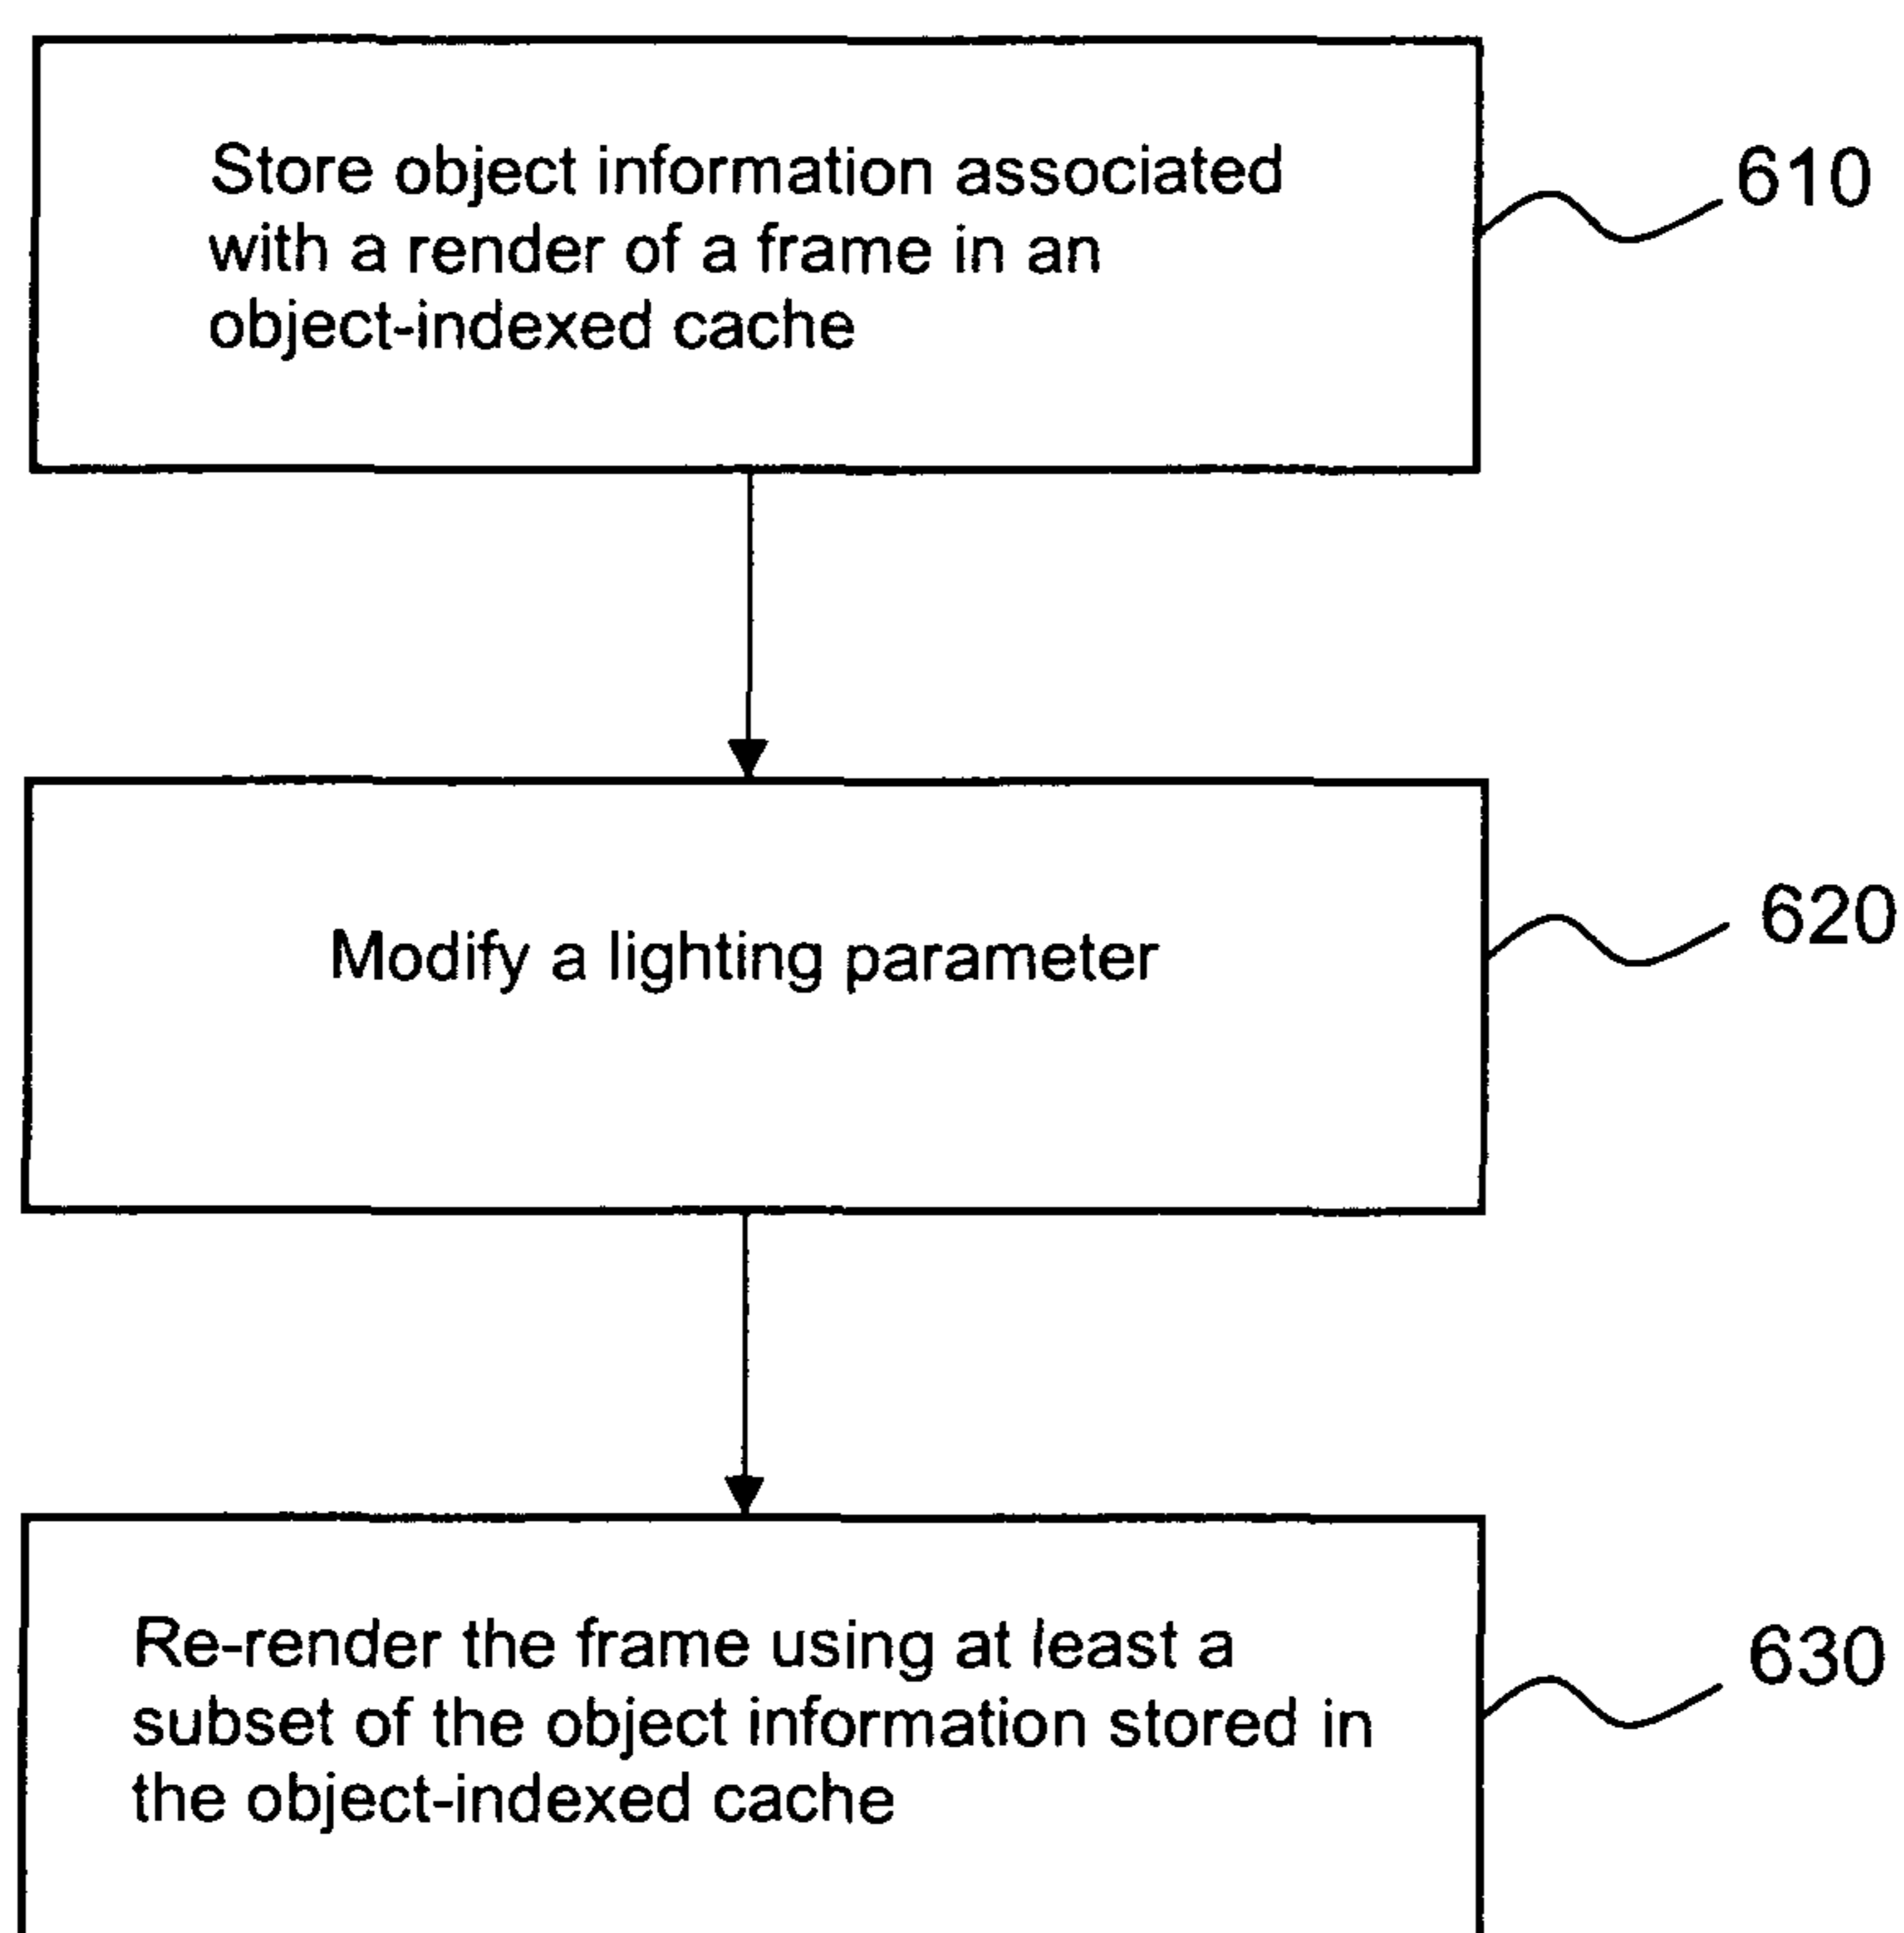 Store object information associated
with a render of a frame in an
object-indexed cache
610
Modify a lighting parameter
620
Re-render the frame using at least a
subset of the object information stored in
the object-indexed cache
630